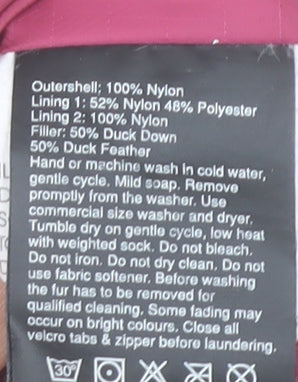 Outershell; 100% Nylon
Lining 1: 52% Nylon 48% Polyester
Lining 2: 100% Nylon
Filler: 50% Duck Down
50% Duck Feather
Hand or machine wash in cold water,
gentle cycle. Mild soap. Remove
promptly from the washer. Use
commercial size washer and dryer.
Tumble dry on gentle cycle, low heat
with weighted sock. Do not bleach.
Do not iron. Do not dry clean. Do not
use fabric softener. Before washing
the fur has to be removed for
qualified cleaning. Some fading may
occur on bright colours. Close all
velcro tabs & zipper before laundering.
30°